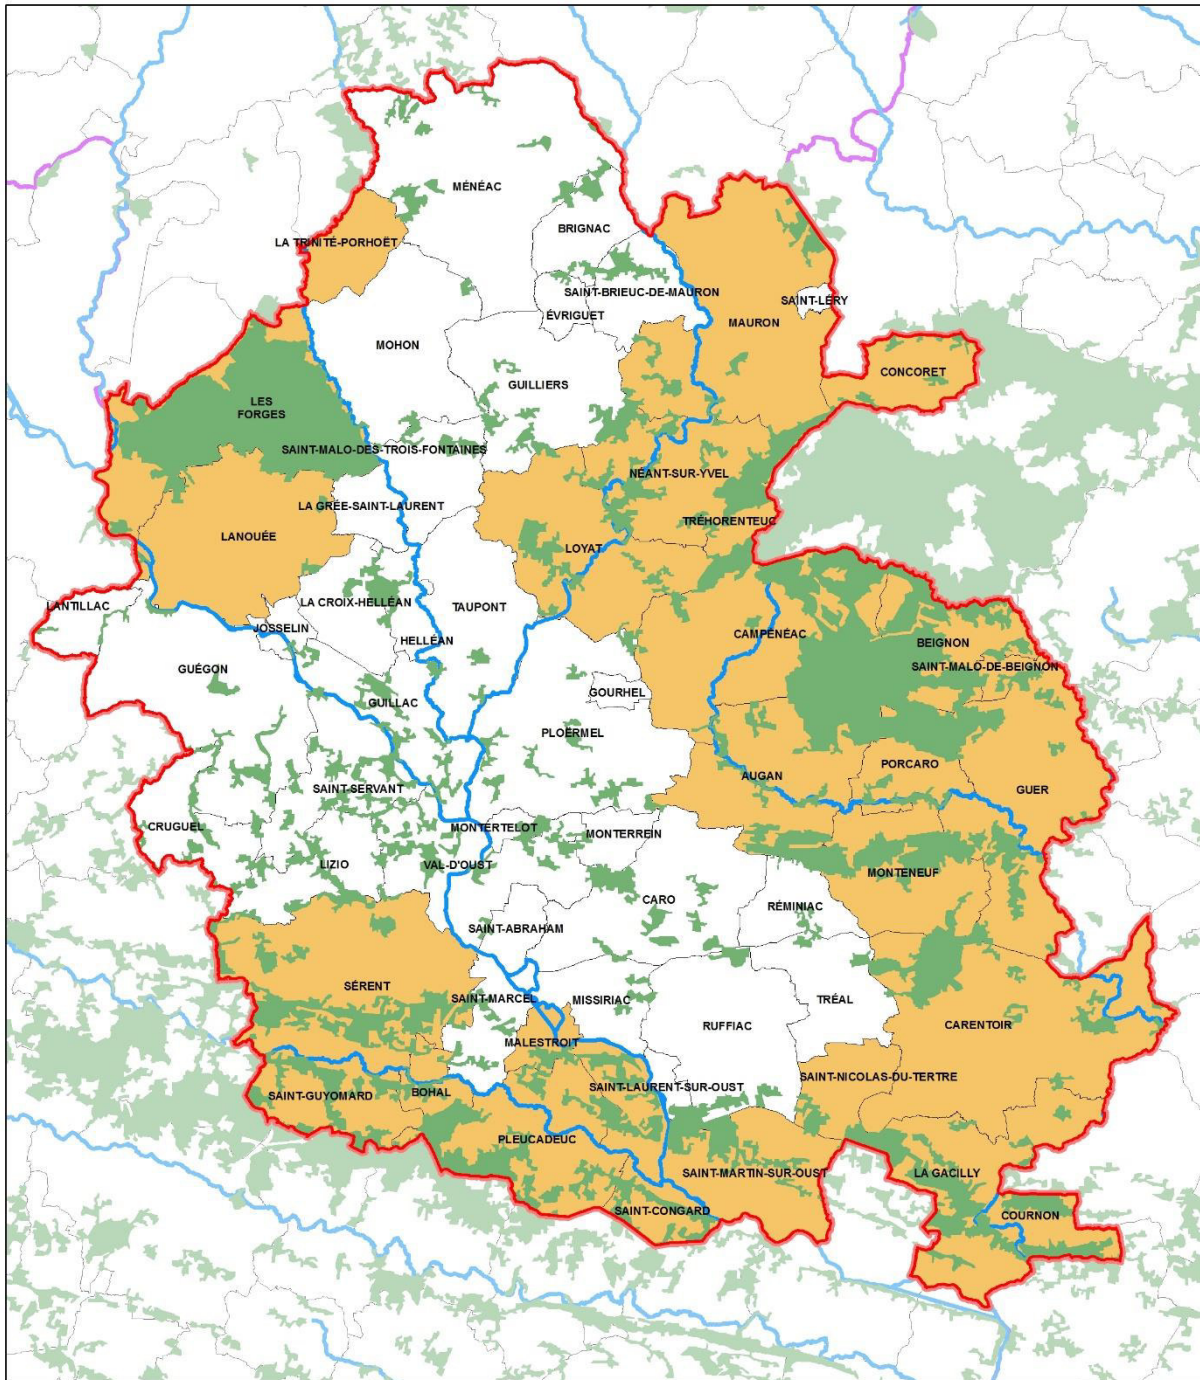 MÉNÉAC
BRIGNAC
LA TRINITÉ-PORHOËT
SAINT-BRIEUC-DE-MAURON
SAINT-LÉRY
ÉVRIGUET
MAURON
MOHON
CONCORET
GUILLIERS
LES
FORGES
SAINT-MALO-DES-TROIS-FONTAINES
NÉANT-SUR-YVEL
LA GRÉE-SAINT-LAURENT
TRÉHORENTEUC
LANOUÉE
LOYAT
LANTILLAC
LA CROIX-HELLÉAN
TAUPONT
JOSSELIN
HELLÉAN
CAMPÉNÉAC
BEIGNON
SAINT-MALO-DE-BEIGNON
GUÉGON
GOURHEL
GUILLAC
PLOËRMEL
PORCARO
AUGAN
GUER
SAINT-SERVANT
CRUGUEL
MONTERTELOT
MONTERREIN
LIZIO
VAL-D'OUST
MONTENEUF
CARO
RÉMINIAC
SAINT-ABRAHAM
SÉRENT
SAINT-MARCEL
MISSIRIAC
TRÉAL
RUFFIAC
CARENTOIR
MALESTROIT
SAINT-NICOLAS-DU-TERTRE
SAINT-LAURENT-SUR-OUST
SAINT-GUYOMARD
BOHAL
PLEUCADEUC
SAINT-MARTIN-SUR-OUST
LA GACILLY
SAINT-CONGARD
COURNON